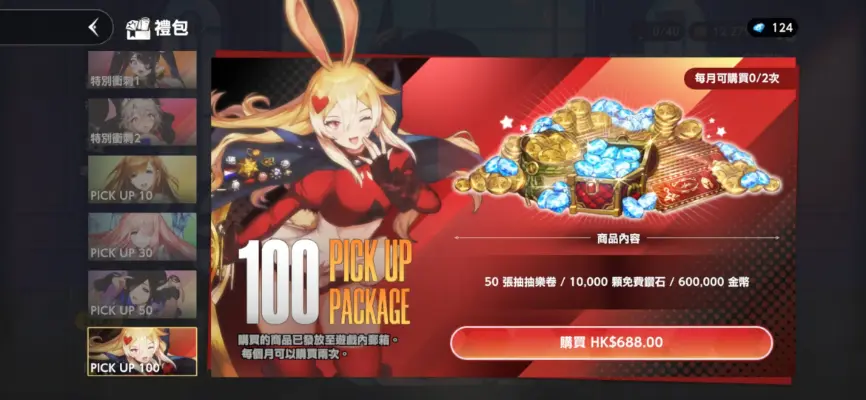 禮包
124
特別衝刺1
特別衝刺2
PICK UP 10
PICK UP 30
PICK UP 50
PICK UP 100
每月可購買0/2次
商品內容
50 張抽抽樂卷 / 10,000 顆免費鑽石 / 600,000 金幣
100 PICK UP
PACKAGE
購買的商品已發放至遊戲內郵箱。
每個月可以購買兩次。
購買 HK$688.00